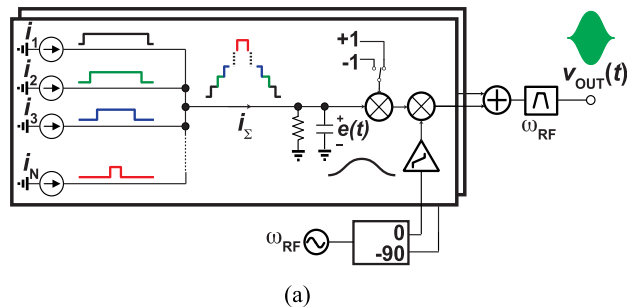 +1
-1
i1
i2
i3
iN
iΣ
+
e(t)
−
vOUT(t)
ωRF
ωRF
0
-90
(a)